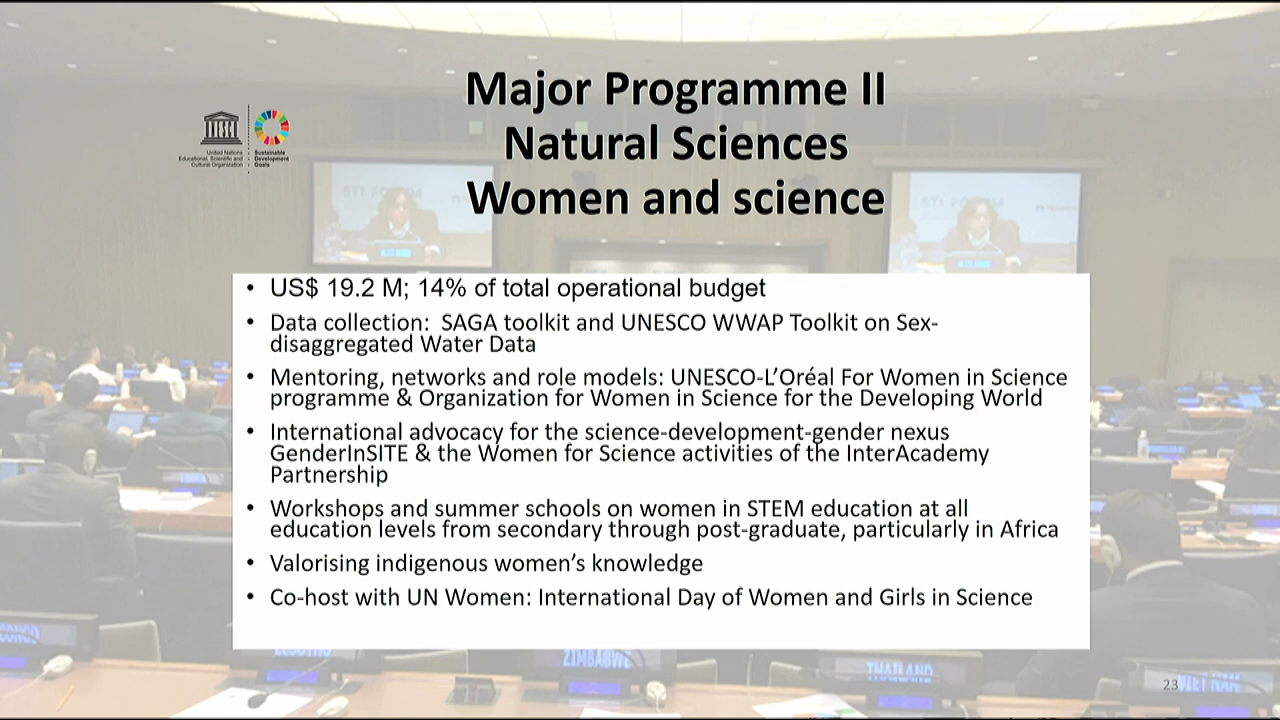 Major Programme II
Natural Sciences
Women and science
United Nations
Educational, Scientific and
Cultural Organization
Sustainable
Development
Goals
STI FORUM
STI FORUM
• US$ 19.2 M; 14% of total operational budget
• Data collection:  SAGA toolkit and UNESCO WWAP Toolkit on Sex-
disaggregated Water Data
• Mentoring, networks and role models: UNESCO-L’Oréal For Women in Science
programme & Organization for Women in Science for the Developing World
• International advocacy for the science-development-gender nexus
GenderInSITE & the Women for Science activities of the InterAcademy
Partnership
• Workshops and summer schools on women in STEM education at all
education levels from secondary through post-graduate, particularly in Africa
• Valorising indigenous women’s knowledge
• Co-host with UN Women: International Day of Women and Girls in Science
LESOTHO
ZIMBABWE
THAILAND
VIET NAM
23